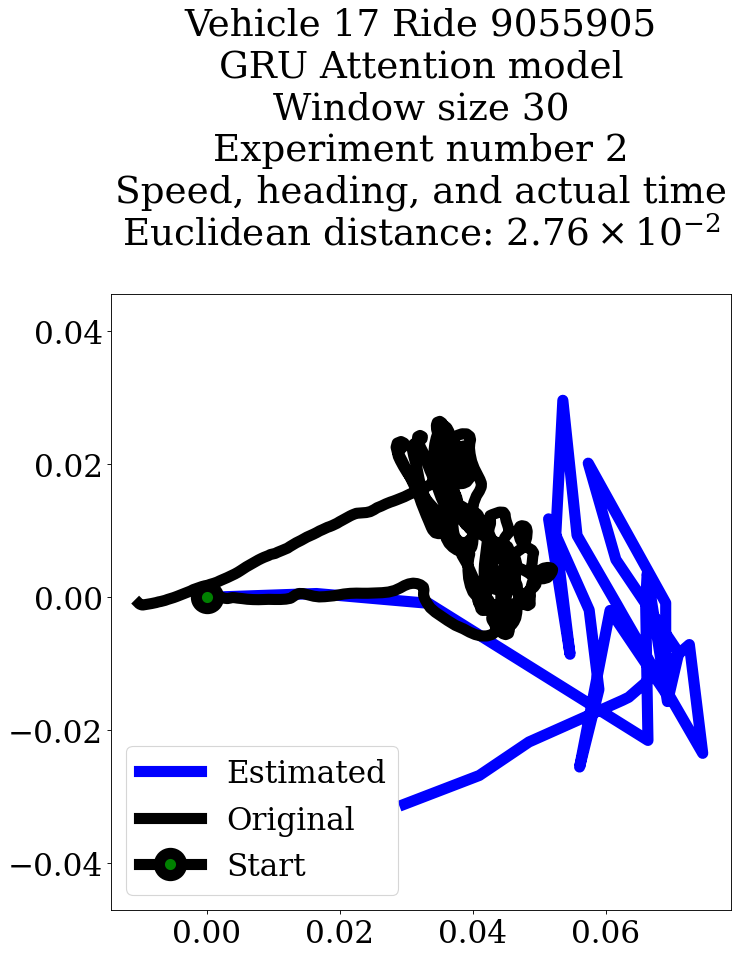 Vehicle 17 Ride 9055905
GRU Attention model
Window size 30
Experiment number 2
Speed, heading, and actual time
Euclidean distance: 2.76 × 10⁻²
0.04
0.02
0.00
−0.02
−0.04
Estimated
Original
Start
0.00 0.02 0.04 0.06